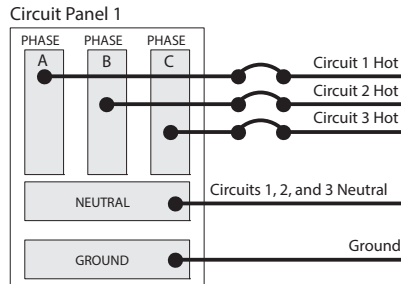 Circuit Panel 1
PHASE PHASE PHASE
A B C
Circuit 1 Hot
Circuit 2 Hot
Circuit 3 Hot
NEUTRAL
Circuits 1, 2, and 3 Neutral
GROUND
Ground